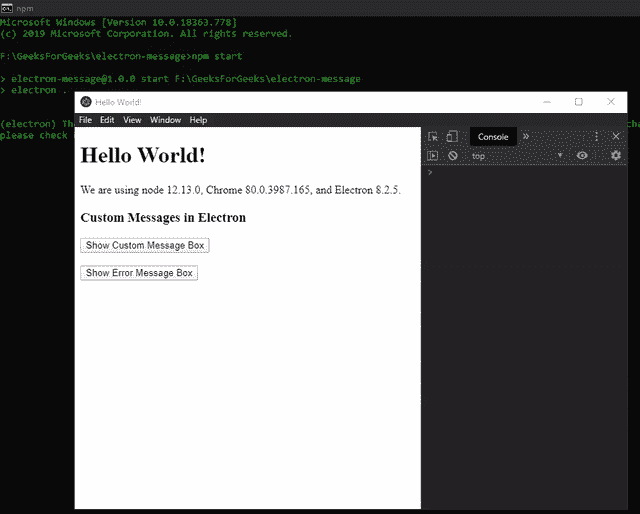 npm
Microsoft Windows [Version 10.0.18363.778]
(c) 2019 Microsoft Corporation. All rights reserved.
F:\GeeksForGeeks\electron-message>npm start
> electron-message@1.0.0 start F:\GeeksForGeeks\electron-message
> electron .
(electron) Th
please check
Hello World!
File Edit View Window Help
Console »
top
>
Hello World!
We are using node 12.13.0, Chrome 80.0.3987.165, and Electron 8.2.5.
Custom Messages in Electron
Show Custom Message Box
Show Error Message Box